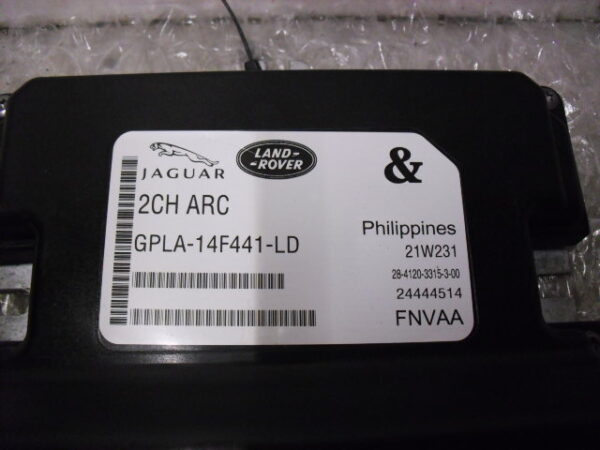 JAGUAR
LAND-
-ROVER
&
2CH ARC
GPLA-14F441-LD
Philippines
21W231
28-4120-3315-3-00
24444514
FNVAA